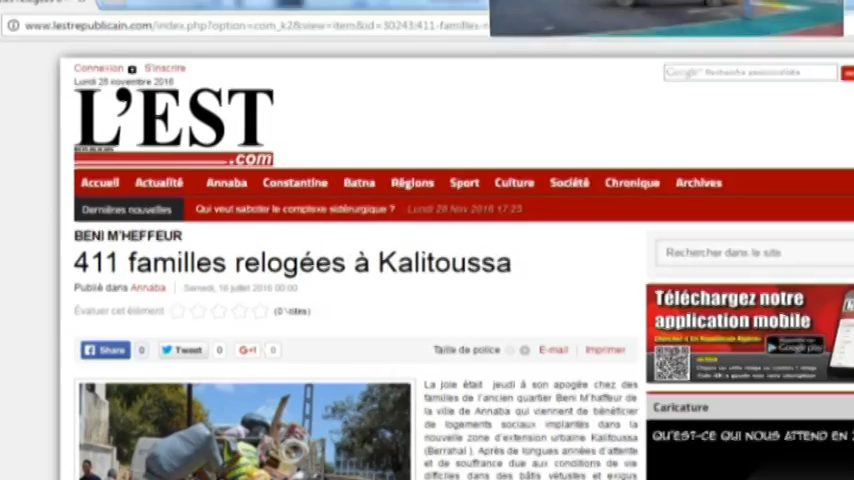 www.lestrepublicain.com/index.php?option=com_k2&view=item&id=30243:411-familles-
Connexion S'inscrire
Lundi 28 novembre 2016
L'EST
.com
Accueil Actualité Annaba Constantine Batna Régions Sport Culture Société Chronique Archives
Dernières nouvelles Qui veut saboter le complexe sidérurgique ? - Lundi 28 Nov 2016 17:23
BENI M'HEFFEUR
411 familles relogées à Kalitoussa
Publié dans Annaba Samedi, 16 juillet 2016 00:00
Évaluer cet élément
Share 0 Tweet 0 G+1 0
Taille de police E-mail Imprimer
La joie était jeudi à son apogée chez des
familles de l'ancien quartier Beni M'haffeur de
la ville de Annaba qui viennent de bénéficier
de logements sociaux implantés dans la
nouvelle zone d'extension urbaine Kalitoussa
(Berrahal ). Après de longues années d'attente
et de souffrance due aux conditions de vie
difficiles dans des bâtis vétustes et exigus
Rechercher dans le site
Téléchargez notre
application mobile
Google play
Caricature
QU'EST-CE QUI NOUS ATTEND EN